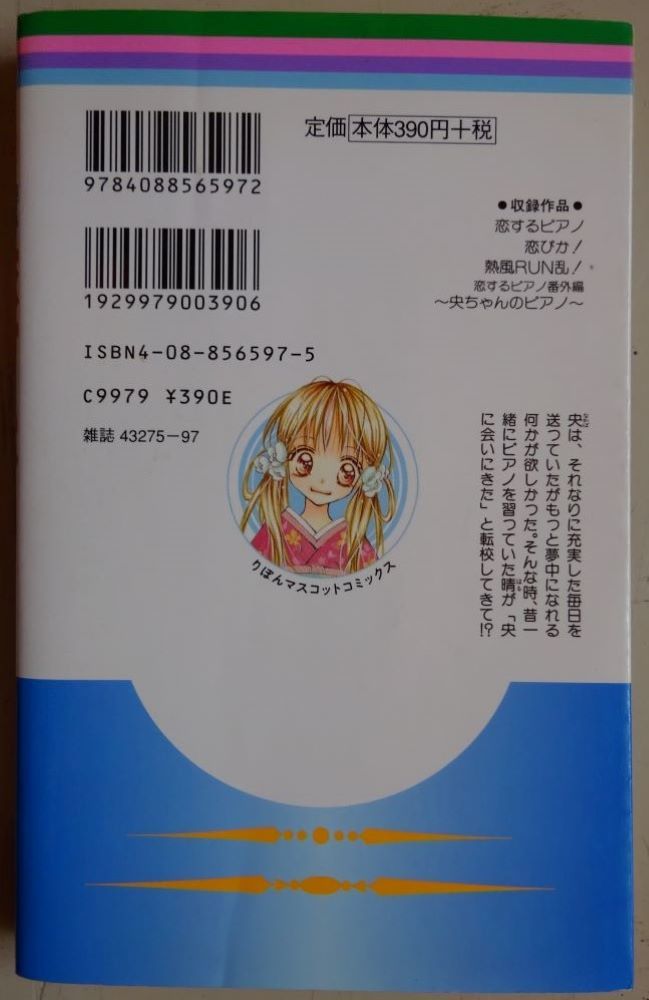 定価 本体390円+税
9784088565972
1929979003906
ISBN4-08-856597-5
C9979 ¥390E
雑誌 43275-97
●収録作品●
恋するピアノ
恋ぴか!
熱風RUN乱!
恋するピアノ番外編
〜央ちゃんのピアノ〜
央は、それなりに充実した毎日を
送っていたがもっと夢中になれる
何かが欲しかった。そんな時、昔一
緒にピアノを習っていた晴が「央
に会いにきた」と転校してきて!?
りぼんマスコットコミックス